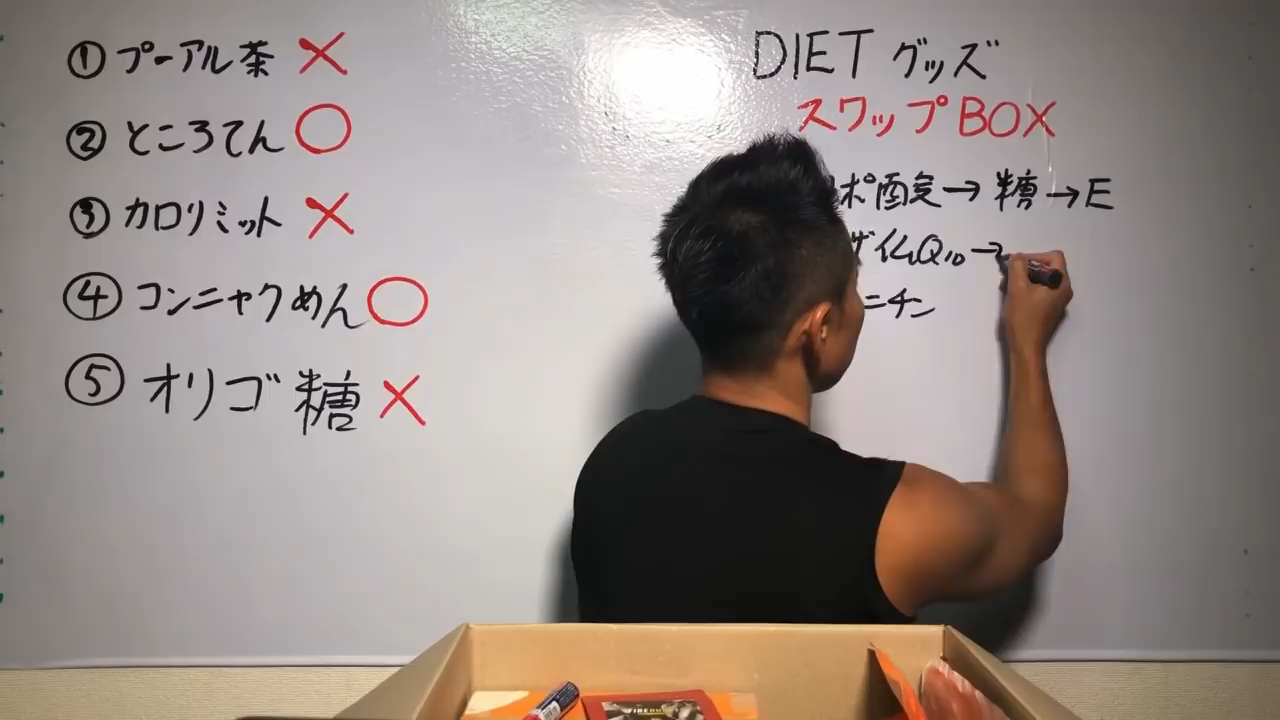 ① プーアル茶 ×
② ところてん ○
③ カロリミット ×
④ コンニャクめん ○
⑤ オリゴ糖 ×
DIET グッズ
スワップBOX
ポ酸 → 糖 → E
ザイムQ10 →
ニチン